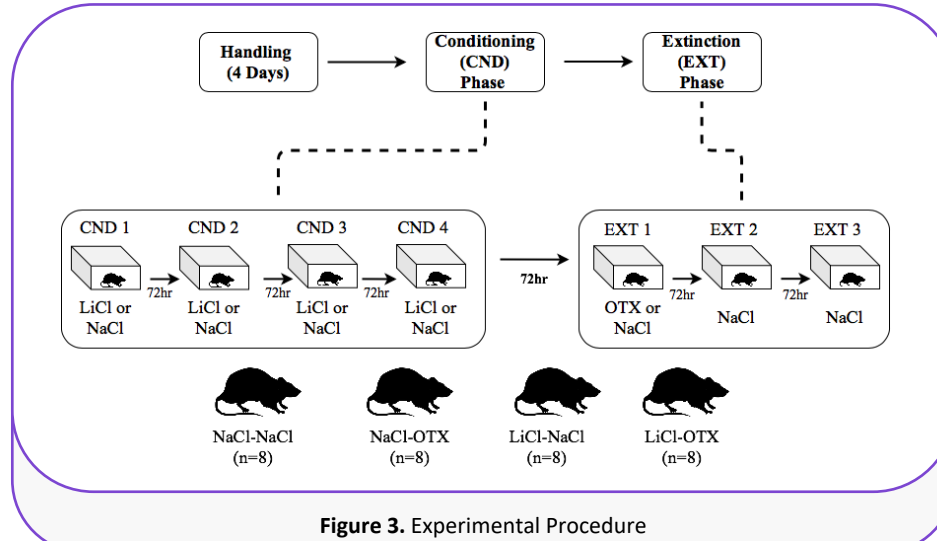 Handling
(4 Days)
Conditioning
(CND)
Phase
Extinction
(EXT)
Phase
CND 1
CND 2
CND 3
CND 4
72hr
72hr
72hr
LiCl or
NaCl
LiCl or
NaCl
LiCl or
NaCl
LiCl or
NaCl
72hr
EXT 1
EXT 2
EXT 3
72hr
72hr
OTX or
NaCl
NaCl
NaCl
NaCl-NaCl
(n=8)
NaCl-OTX
(n=8)
LiCl-NaCl
(n=8)
LiCl-OTX
(n=8)
Figure 3. Experimental Procedure